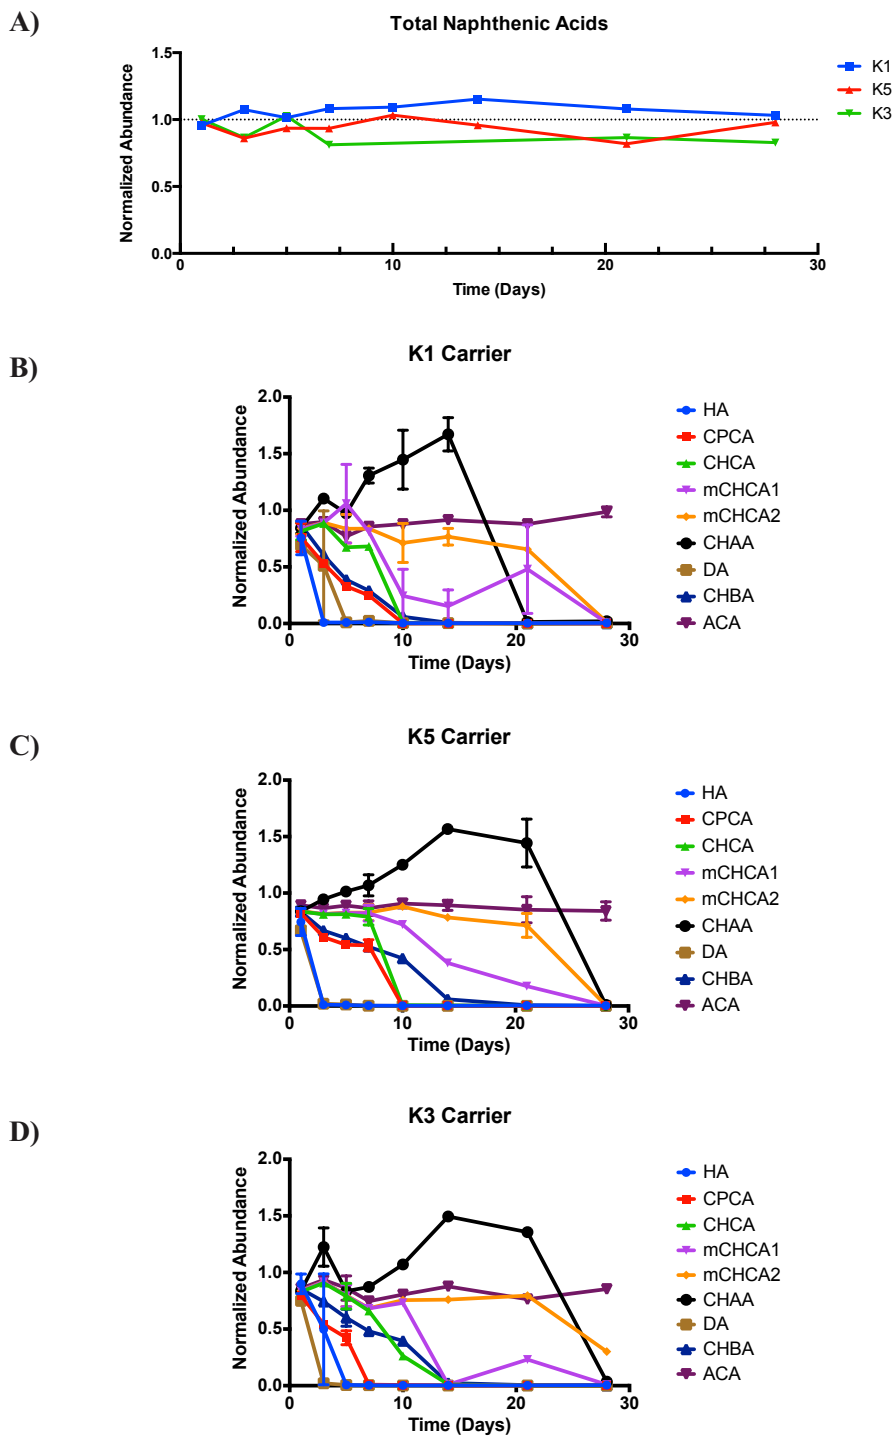 A)
Total Naphthenic Acids
Normalized Abundance
1.5
1.0
0.5
0.0
0 10 20 30
Time (Days)
K1
K5
K3
B)
K1 Carrier
Normalized Abundance
2.0
1.5
1.0
0.5
0.0
0 10 20 30
Time (Days)
HA
CPCA
CHCA
mCHCA1
mCHCA2
CHAA
DA
CHBA
ACA
C)
K5 Carrier
Normalized Abundance
2.0
1.5
1.0
0.5
0.0
0 10 20 30
Time (Days)
HA
CPCA
CHCA
mCHCA1
mCHCA2
CHAA
DA
CHBA
ACA
D)
K3 Carrier
Normalized Abundance
2.0
1.5
1.0
0.5
0.0
0 10 20 30
Time (Days)
HA
CPCA
CHCA
mCHCA1
mCHCA2
CHAA
DA
CHBA
ACA